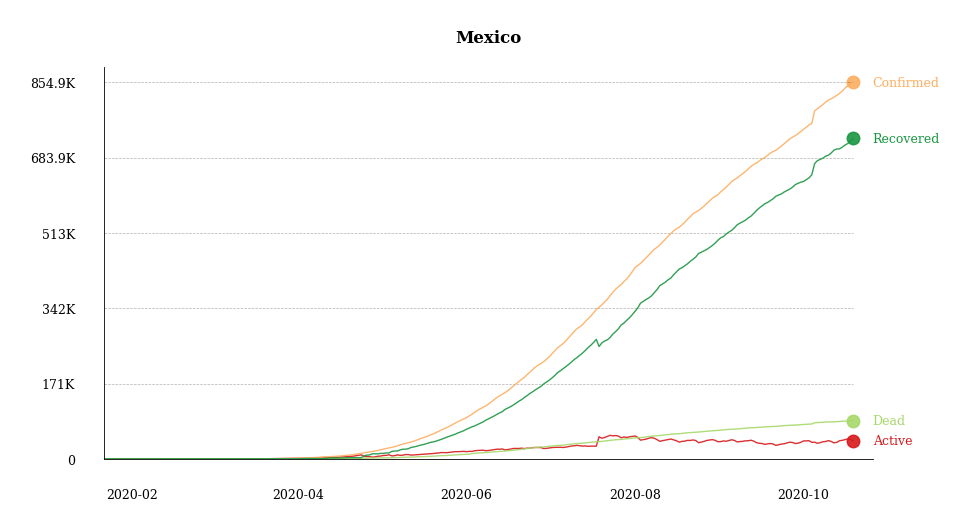 Mexico
854.9K
Confirmed
Recovered
683.9K
513K
342K
171K
Dead
Active
0
2020-02 2020-04 2020-06 2020-08 2020-10